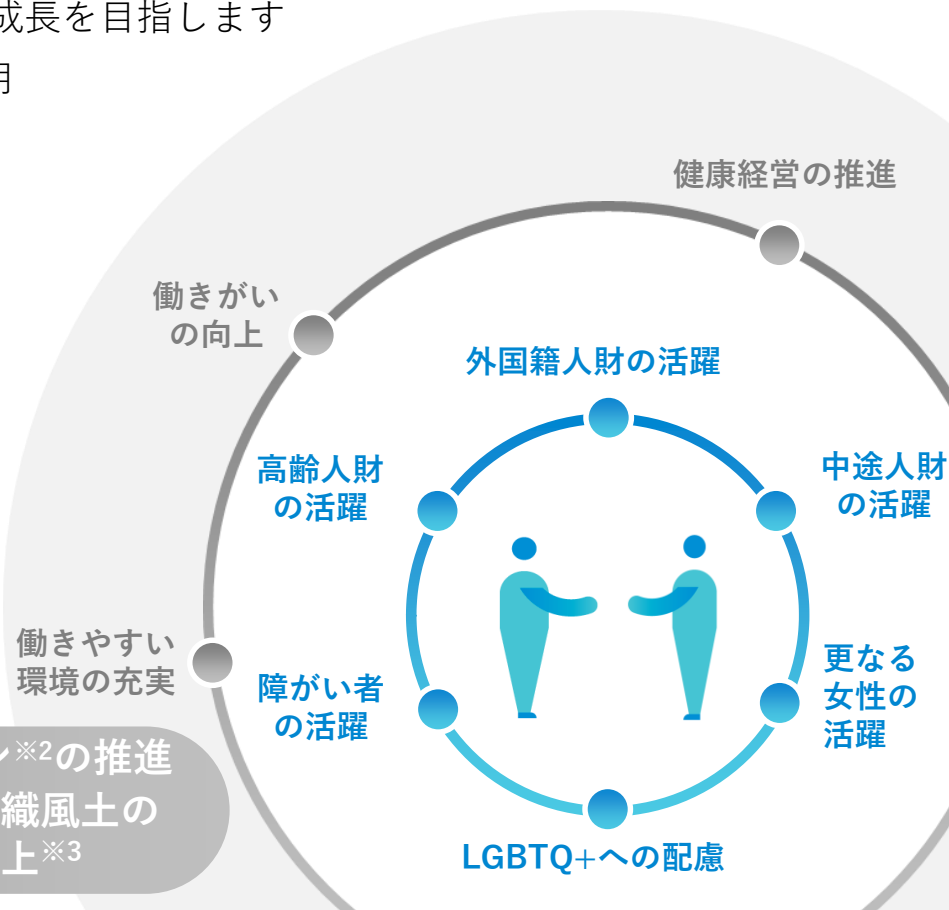 成長を目指します
明
健康経営の推進
働きがい
の向上
外国籍人財の活躍
高齢人財
の活躍
中途人財
の活躍
働きやすい
環境の充実
障がい者
の活躍
更なる
女性の
活躍
ン※2の推進
織風土の
上※3
LGBTQ+への配慮